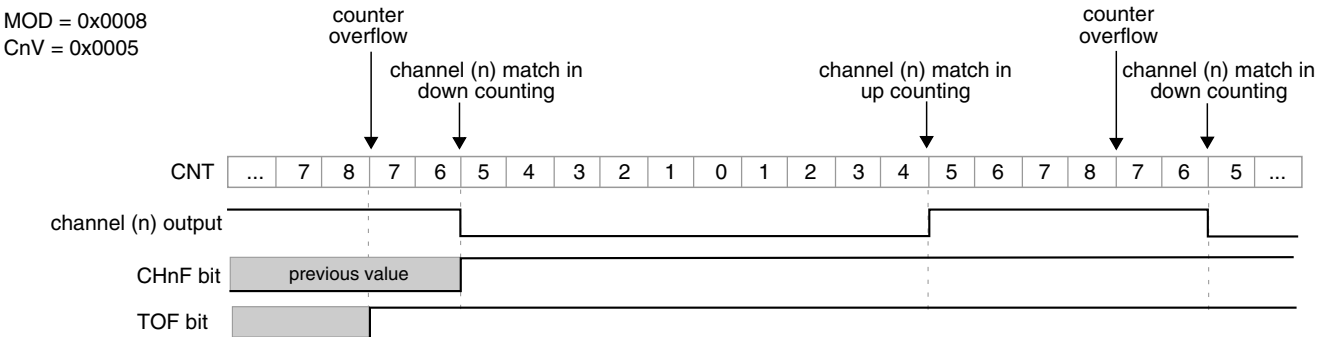 MOD = 0x0008
CnV = 0x0005
counter
overflow
channel (n) match in
down counting
channel (n) match in
up counting
counter
overflow
channel (n) match in
down counting
CNT ... 7 8 7 6 5 4 3 2 1 0 1 2 3 4 5 6 7 8 7 6 5 ...
channel (n) output
CHnF bit previous value
TOF bit